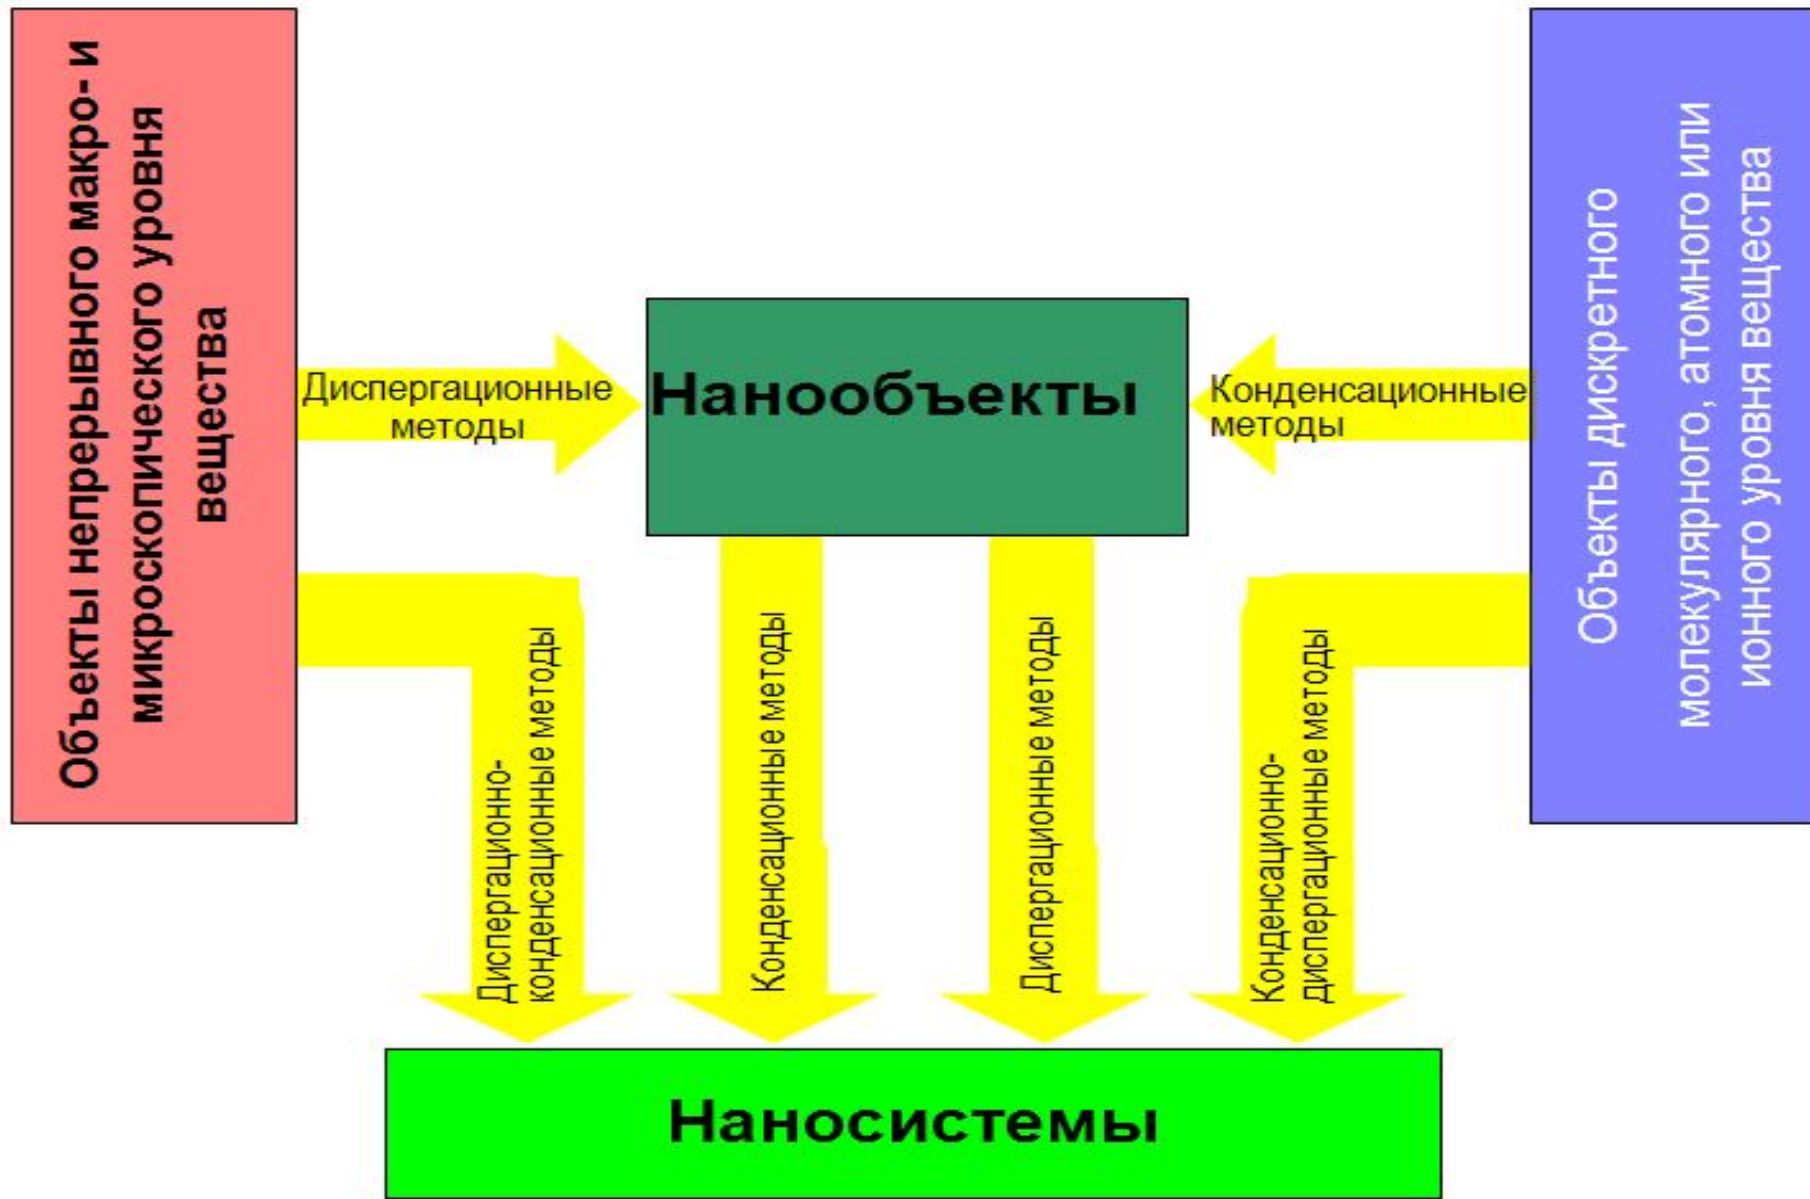 Объекты непрерывного макро- и
микроскопического уровня
вещества
Диспергационные
методы
Нанообъекты
Конденсационные
методы
Объекты дискретного
молекулярного, атомного или
ионного уровня вещества
Диспергационно-
конденсационные методы
Конденсационные методы
Диспергационные методы
Конденсационно-
диспергационные методы
Наносистемы